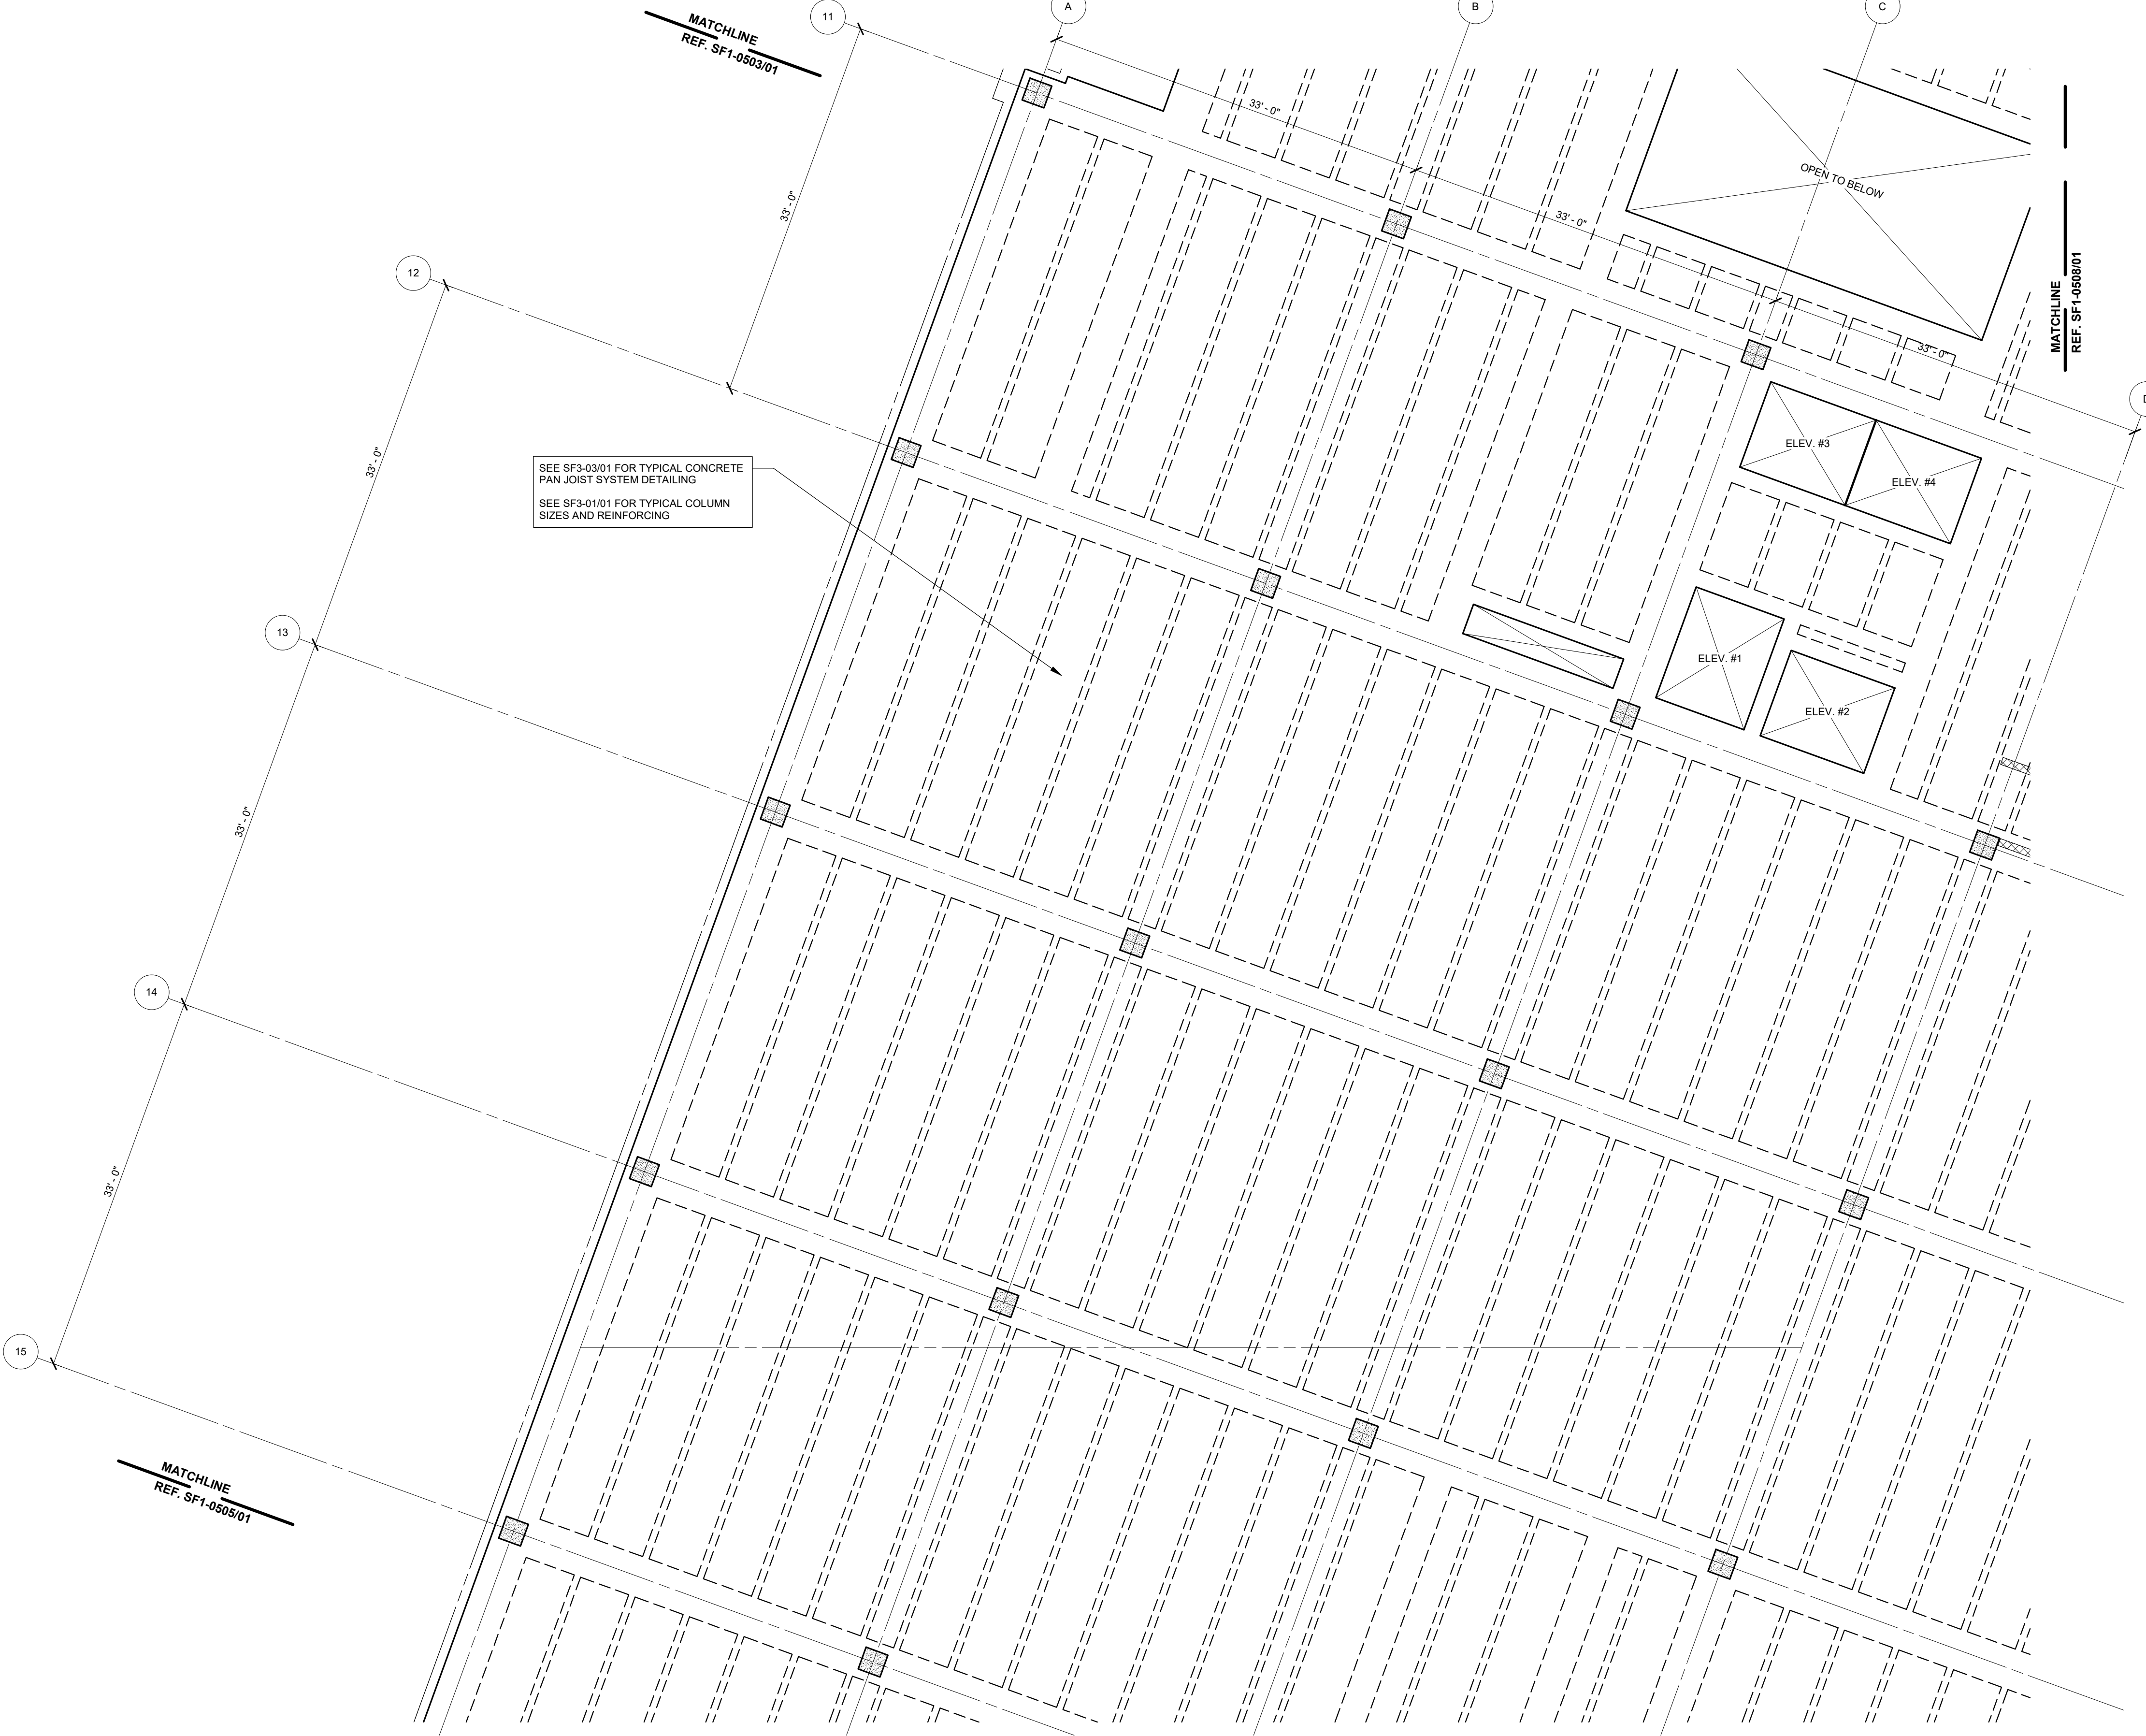 A
B
C
11
MATCHLINE
REF. SF1-0503/01
33' - 0"
33' - 0"
33' - 0"
33' - 0"
OPEN TO BELOW
MATCHLINE
REF. SF1-0508/01
12
D
ELEV. #3
ELEV. #4
33' - 0"
SEE SF3-03/01 FOR TYPICAL CONCRETE
PAN JOIST SYSTEM DETAILING
SEE SF3-01/01 FOR TYPICAL COLUMN
SIZES AND REINFORCING
13
ELEV. #1
ELEV. #2
33' - 0"
14
33' - 0"
15
MATCHLINE
REF. SF1-0505/01